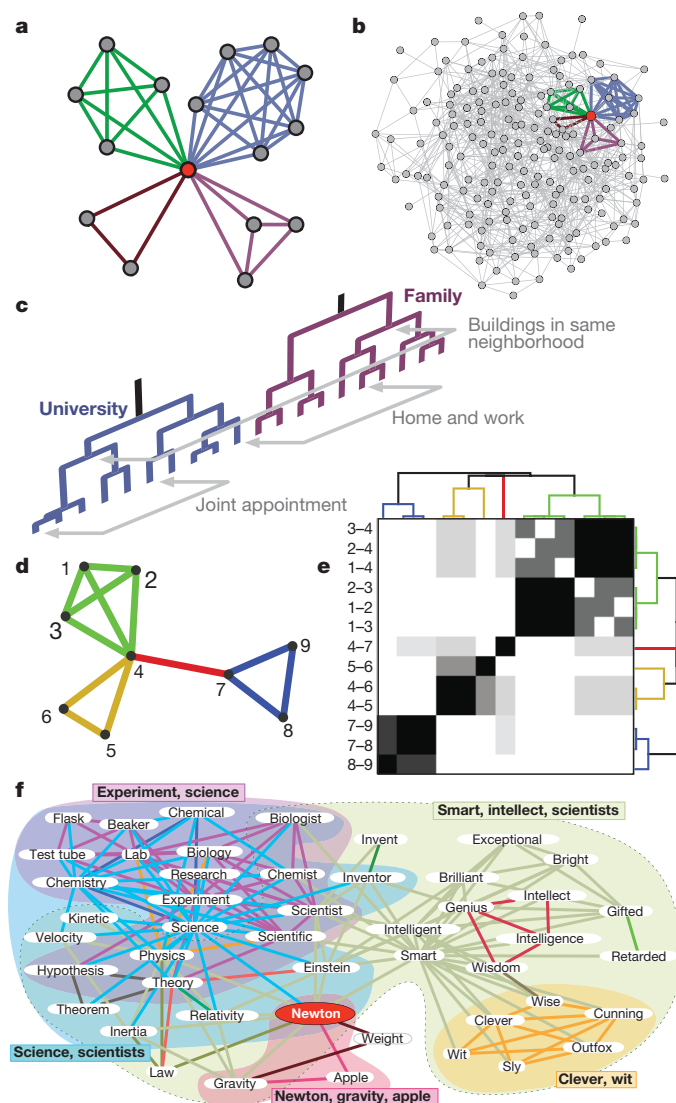 a
b
c
Family
Buildings in same
neighborhood
University
Home and work
Joint appointment
d
1
2
3
4
5
6
7
8
9
e
3–4
2–4
1–4
2–3
1–2
1–3
4–7
5–6
4–6
4–5
7–9
7–8
8–9
f
Experiment, science
Smart, intellect, scientists
Flask
Beaker
Chemical
Biologist
Test tube
Lab
Biology
Chemistry
Research
Chemist
Experiment
Kinetic
Science
Scientist
Velocity
Physics
Scientific
Hypothesis
Theory
Einstein
Theorem
Inertia
Relativity
Newton
Science, scientists
Law
Gravity
Apple
Weight
Newton, gravity, apple
Invent
Inventor
Exceptional
Brilliant
Bright
Genius
Intellect
Gifted
Intelligent
Intelligence
Retarded
Smart
Wisdom
Wise
Clever
Cunning
Wit
Sly
Outfox
Clever, wit